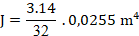 J = 3.14/32 . 0,0255 m⁴